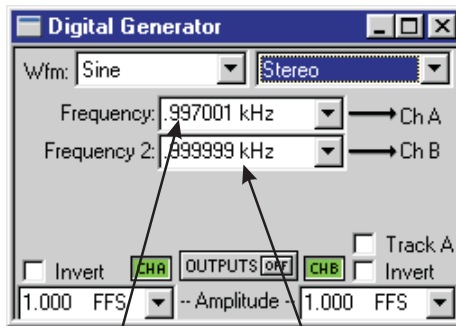 Digital Generator
Wfm: Sine Stereo
Frequency: .997001 kHz Ch A
Frequency 2: .999999 kHz Ch B
Track A
Invert CHA OUTPUTS OFF CHB Invert
1.000 FFS -- Amplitude -- 1.000 FFS